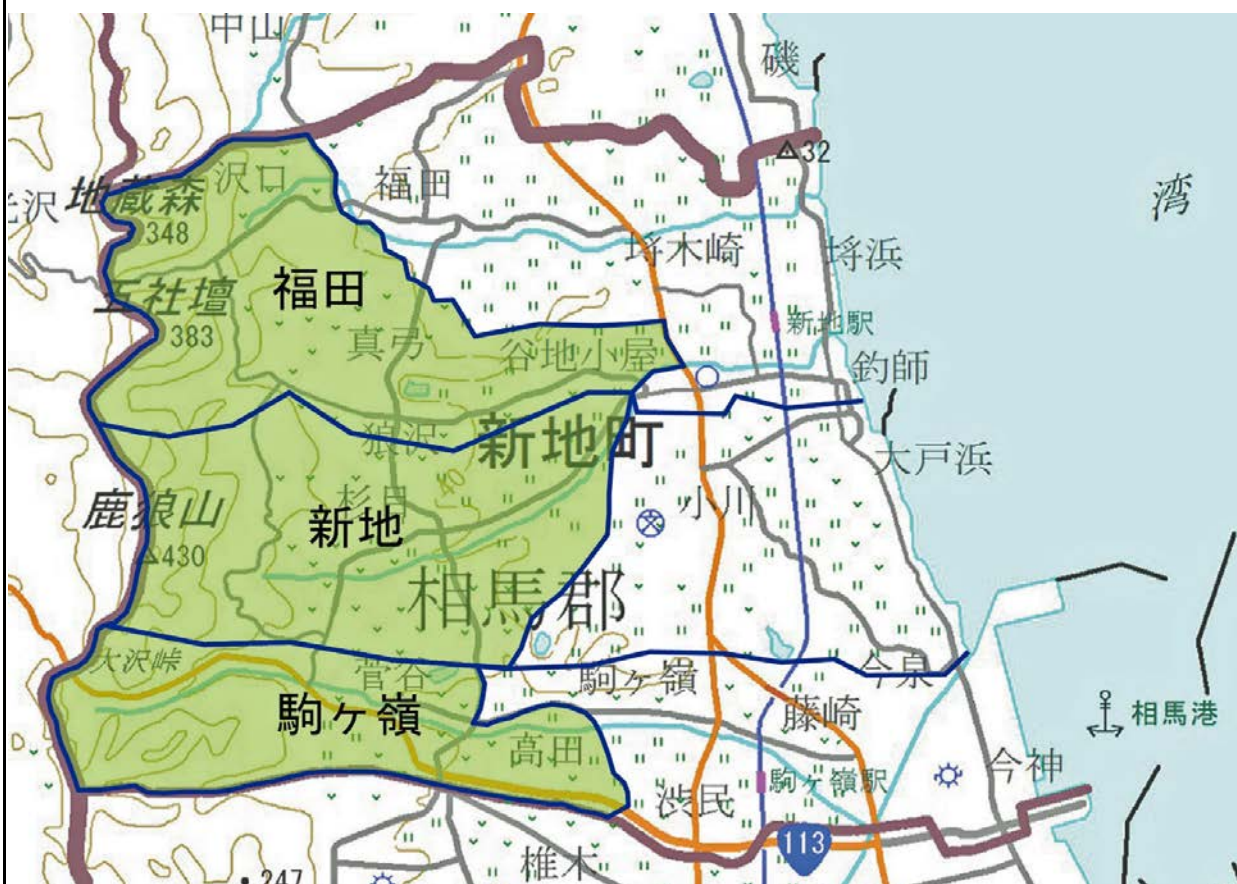 中山
磯
32
沢口
福田
湾
地蔵森
348
埓木崎
埓浜
福田
五社壇
383
真弓
谷地小屋
新地駅
釣師
狼沢
新地町
大戸浜
鹿狼山
杉目
40
小川
新地
430
相馬郡
大沢峠
菅谷
駒ヶ嶺
今泉
駒ヶ嶺
藤崎
相馬港
高田
今神
渋民
駒ヶ嶺駅
113
椎木
247